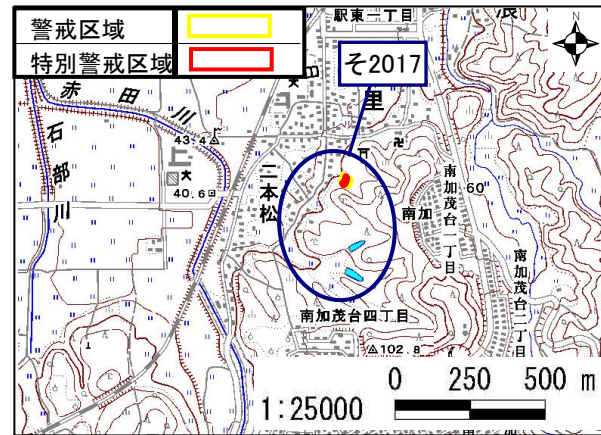 警戒区域
特別警戒区域
駅東一丁目
そ2017
里
赤田川
石部川
43.4
40.6
二本松
南加
60
南加茂台一丁目
南加茂台二丁目
南加茂台四丁目
102.8
N
0 250 500 m
1:25000